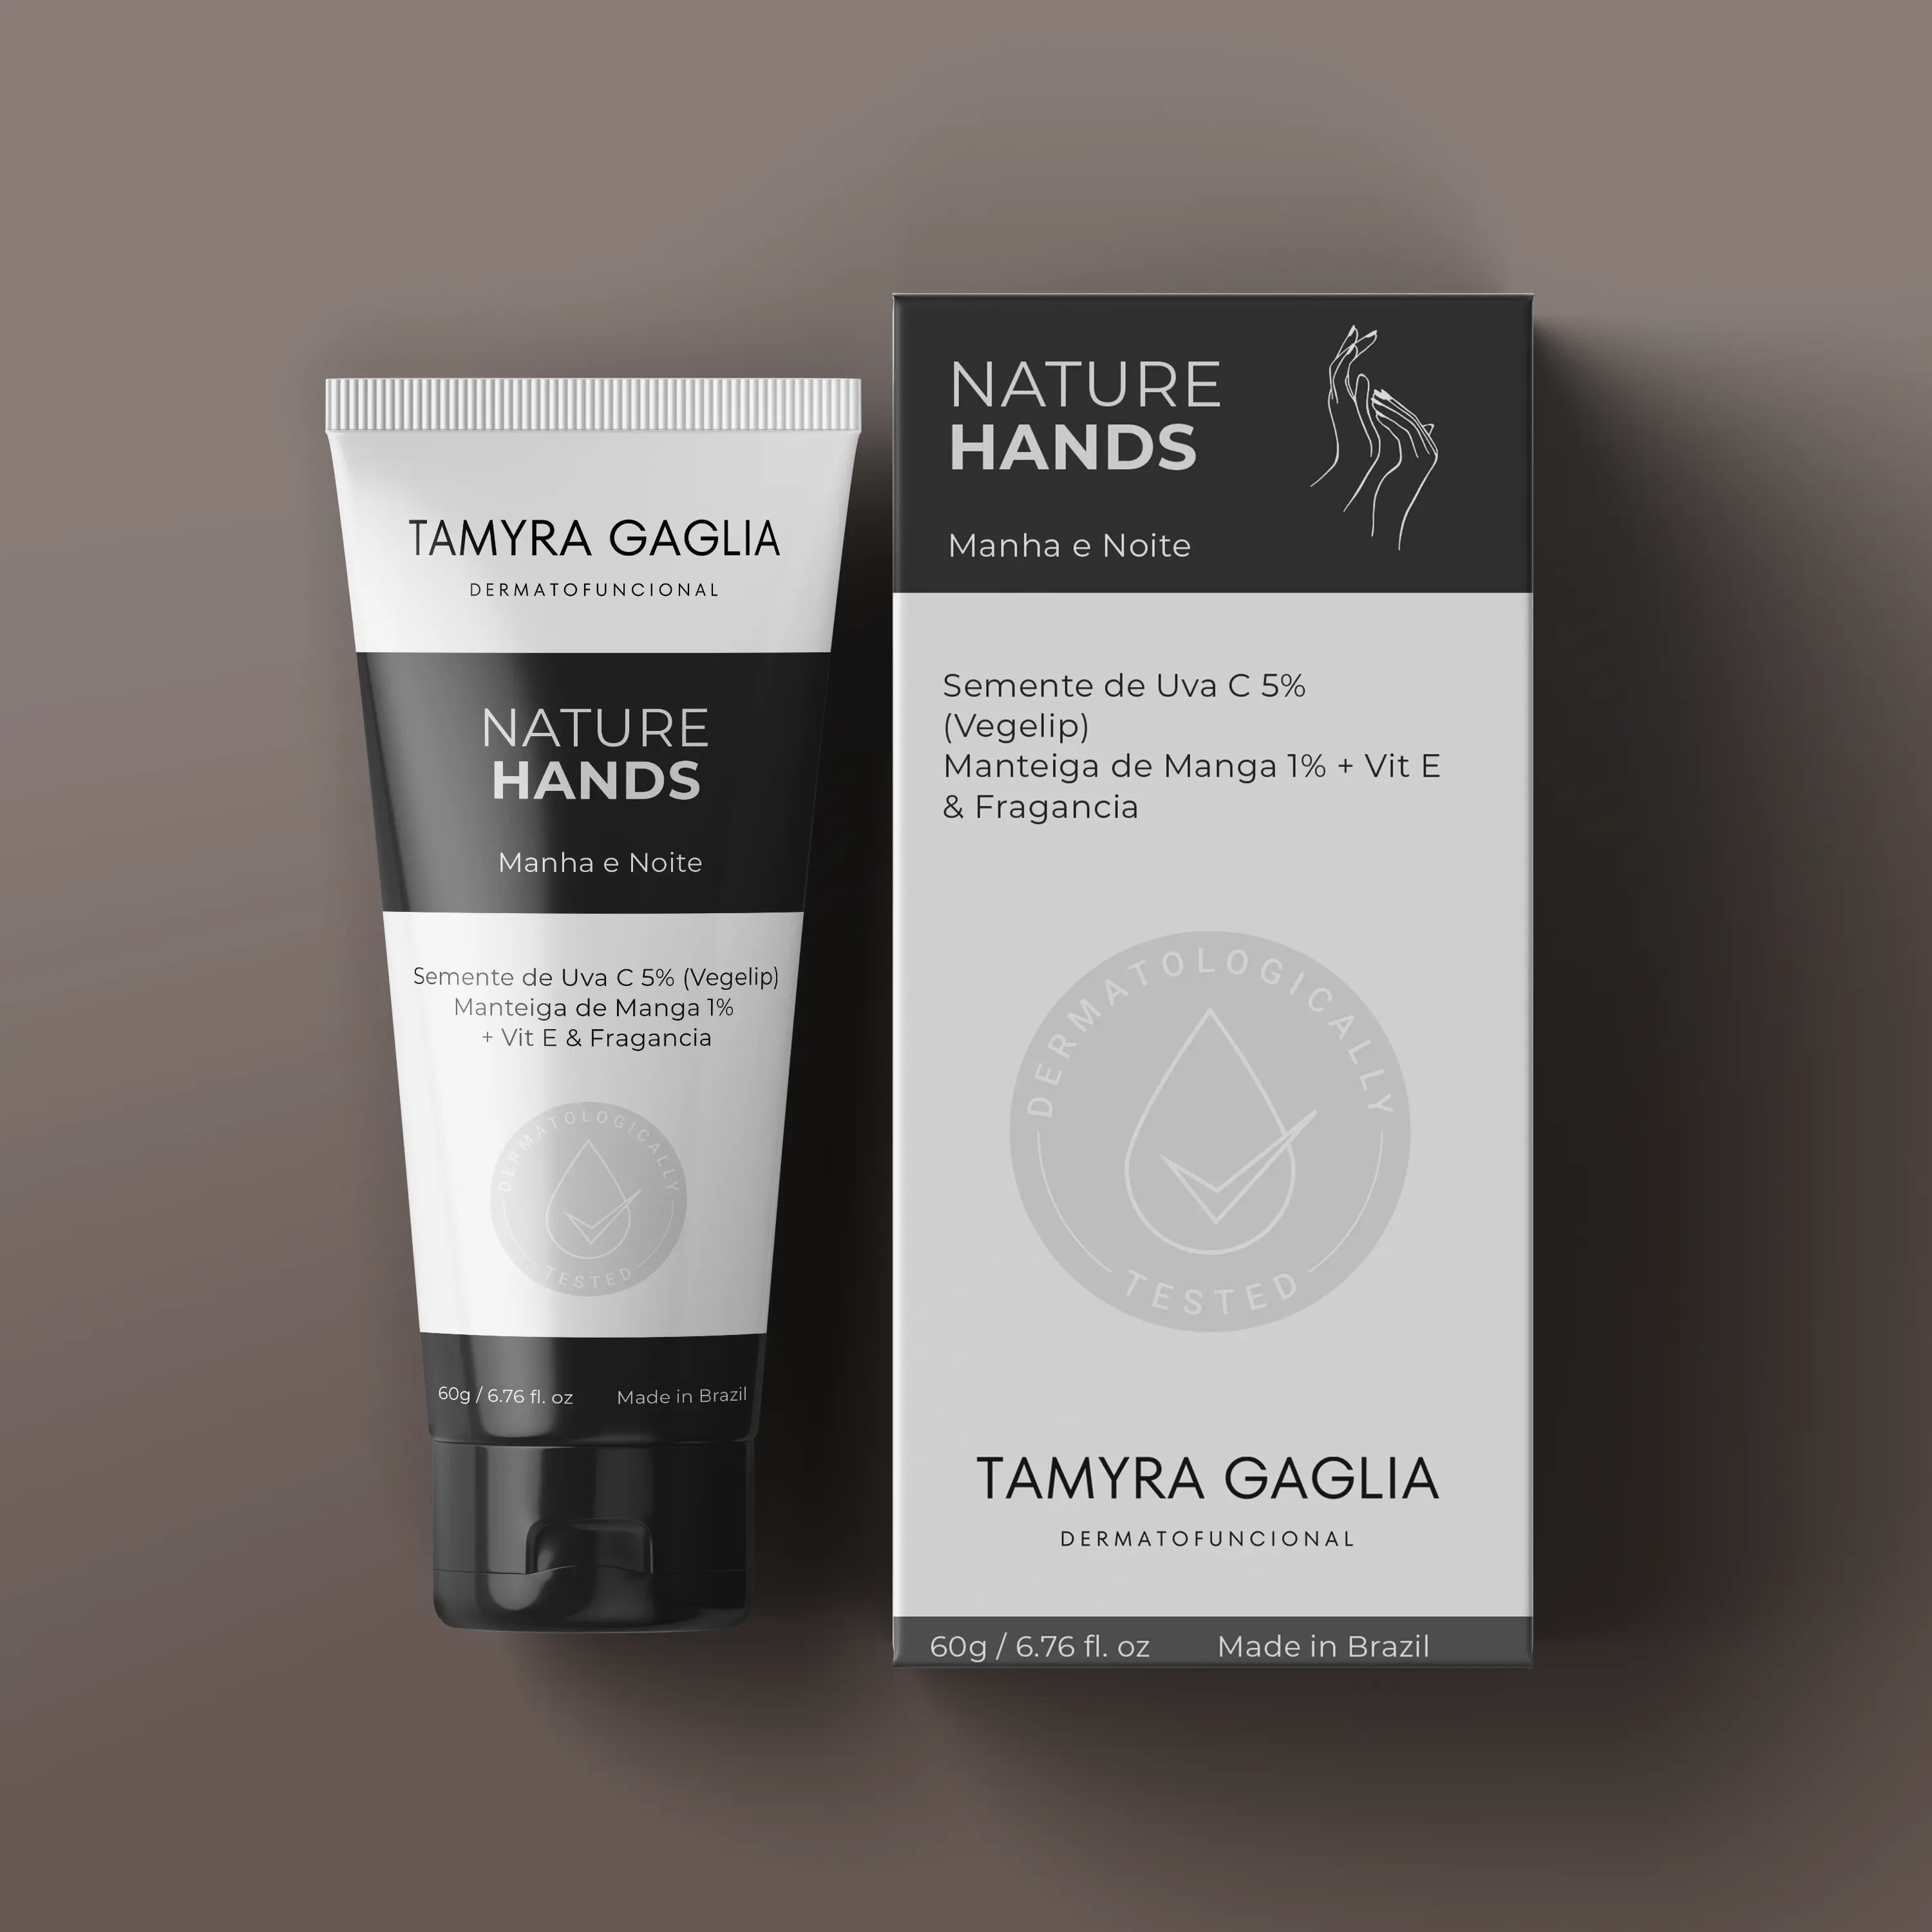 TAMYRA GAGLIA
DERMATOFUNCIONAL
NATURE
HANDS
Manha e Noite
Semente de Uva C 5% (Vegelip)
Manteiga de Manga 1%
+ Vit E & Fragancia
DERMATOLOGICALLY
TESTED
60g / 6.76 fl. oz Made in Brazil
NATURE
HANDS
Manha e Noite
Semente de Uva C 5%
(Vegelip)
Manteiga de Manga 1% + Vit E
& Fragancia
DERMATOLOGICALLY
TESTED
TAMYRA GAGLIA
DERMATOFUNCIONAL
60g / 6.76 fl. oz Made in Brazil